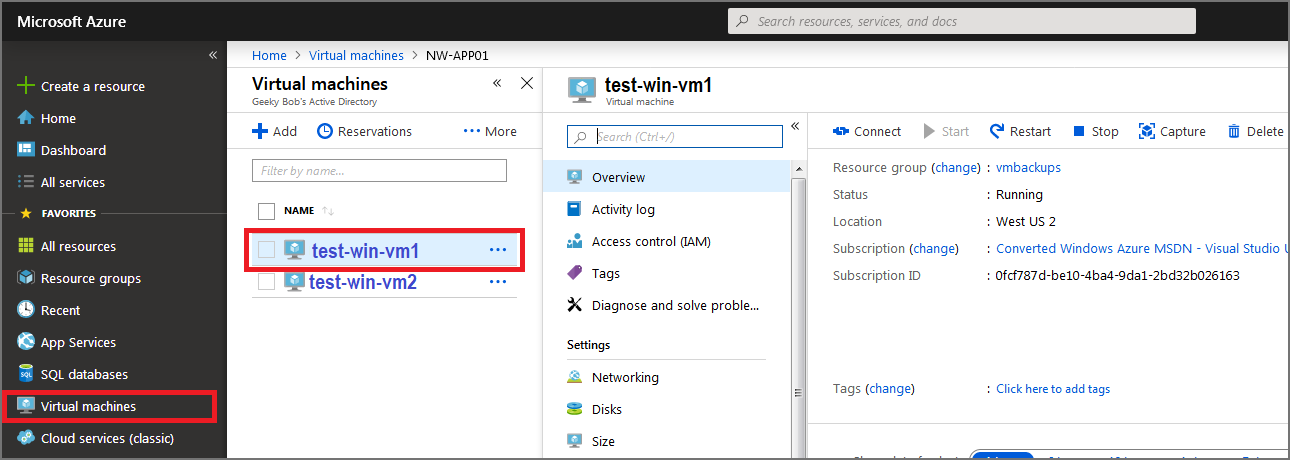 Microsoft Azure
Search resources, services, and docs
Create a resource
Home
Dashboard
All services
FAVORITES
All resources
Resource groups
Recent
App Services
SQL databases
Virtual machines
Cloud services (classic)
Home > Virtual machines > NW-APP01
Virtual machines
Geeky Bob's Active Directory
Add Reservations More
Filter by name...
NAME
test-win-vm1
test-win-vm2
test-win-vm1
Virtual machine
Search (Ctrl+/)
Overview
Activity log
Access control (IAM)
Tags
Diagnose and solve proble...
Settings
Networking
Disks
Size
Connect Start Restart Stop Capture Delete
Resource group (change) : vmbackups
Status : Running
Location : West US 2
Subscription (change) : Converted Windows Azure MSDN - Visual Studio U
Subscription ID : 0fcf787d-be10-4ba4-9da1-2bd32b026163
Tags (change) : Click here to add tags